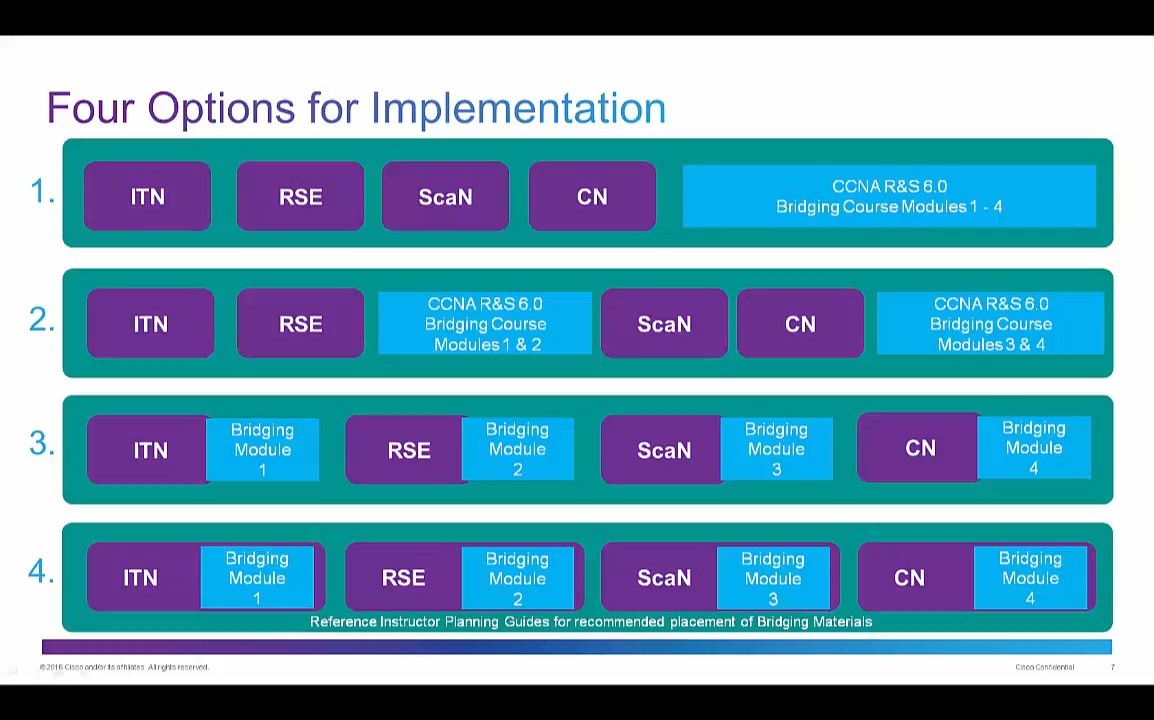 Four Options for Implementation
1.
ITN
RSE
ScaN
CN
CCNA R&S 6.0
Bridging Course Modules 1 - 4
2.
ITN
RSE
CCNA R&S 6.0
Bridging Course
Modules 1 & 2
ScaN
CN
CCNA R&S 6.0
Bridging Course
Modules 3 & 4
3.
ITN
Bridging
Module
1
RSE
Bridging
Module
2
ScaN
Bridging
Module
3
CN
Bridging
Module
4
4.
ITN
Bridging
Module
1
RSE
Bridging
Module
2
ScaN
Bridging
Module
3
CN
Bridging
Module
4
Reference Instructor Planning Guides for recommended placement of Bridging Materials
© 2016 Cisco and/or its affiliates. All rights reserved.
Cisco Confidential
7